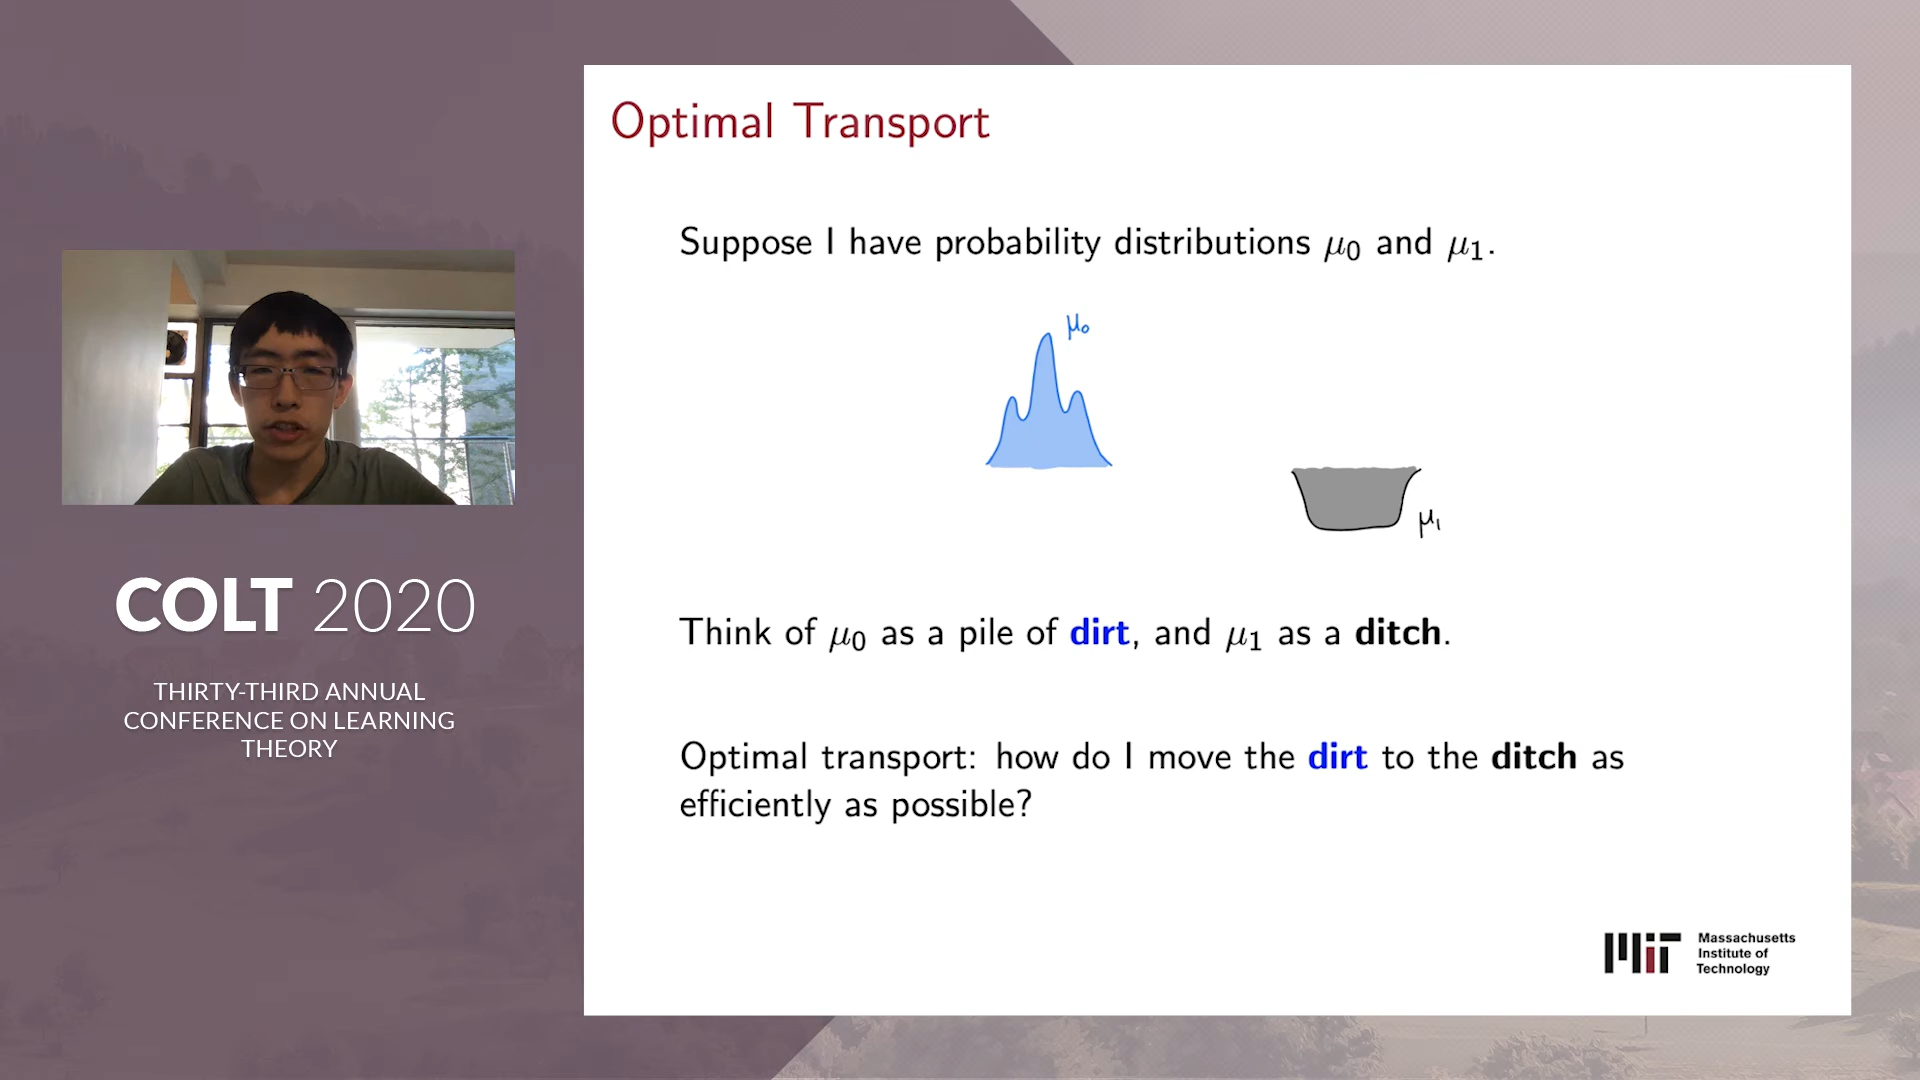 COLT 2020
THIRTY-THIRD ANNUAL
CONFERENCE ON LEARNING
THEORY
Optimal Transport
Suppose I have probability distributions μ₀ and μ₁.
μ₀
μ₁
Think of μ₀ as a pile of dirt, and μ₁ as a ditch.
Optimal transport: how do I move the dirt to the ditch as
efficiently as possible?
MIT
Massachusetts
Institute of
Technology